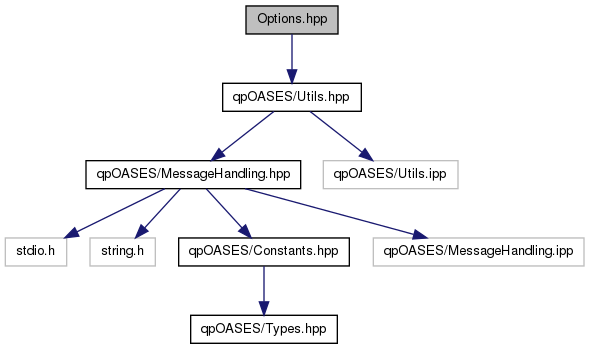 Options.hpp
qpOASES/Utils.hpp
qpOASES/MessageHandling.hpp
qpOASES/Utils.ipp
stdio.h
string.h
qpOASES/Constants.hpp
qpOASES/MessageHandling.ipp
qpOASES/Types.hpp